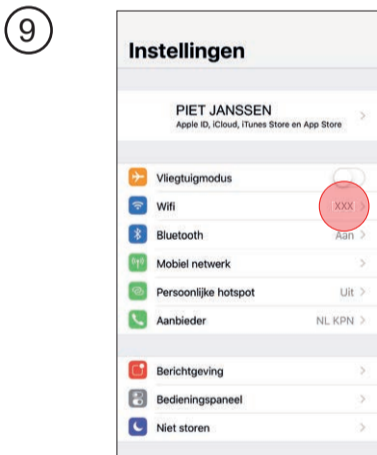 9
Instellingen
PIET JANSSEN
Apple ID, iCloud, iTunes Store en App Store
Vliegtuigmodus
Wifi XXX
Bluetooth Aan
Mobiel netwerk
Persoonlijke hotspot Uit
Aanbieder NL KPN
Berichtgeving
Bedieningspaneel
Niet storen